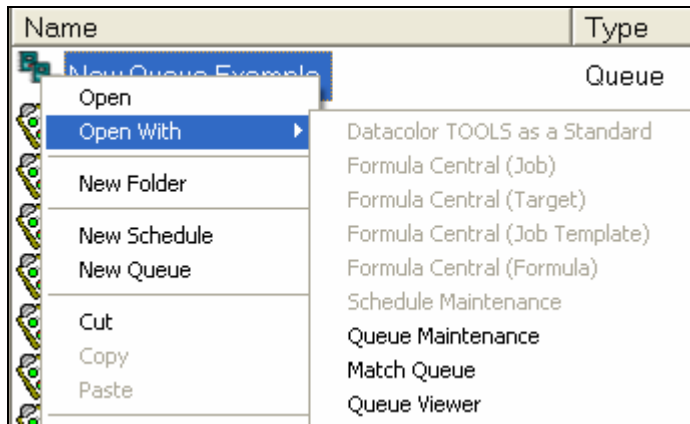 Name Type
New Queue Example Queue
Open
Open With
New Folder
New Schedule
New Queue
Cut
Copy
Paste
Datacolor TOOLS as a Standard
Formula Central (Job)
Formula Central (Target)
Formula Central (Job Template)
Formula Central (Formula)
Schedule Maintenance
Queue Maintenance
Match Queue
Queue Viewer